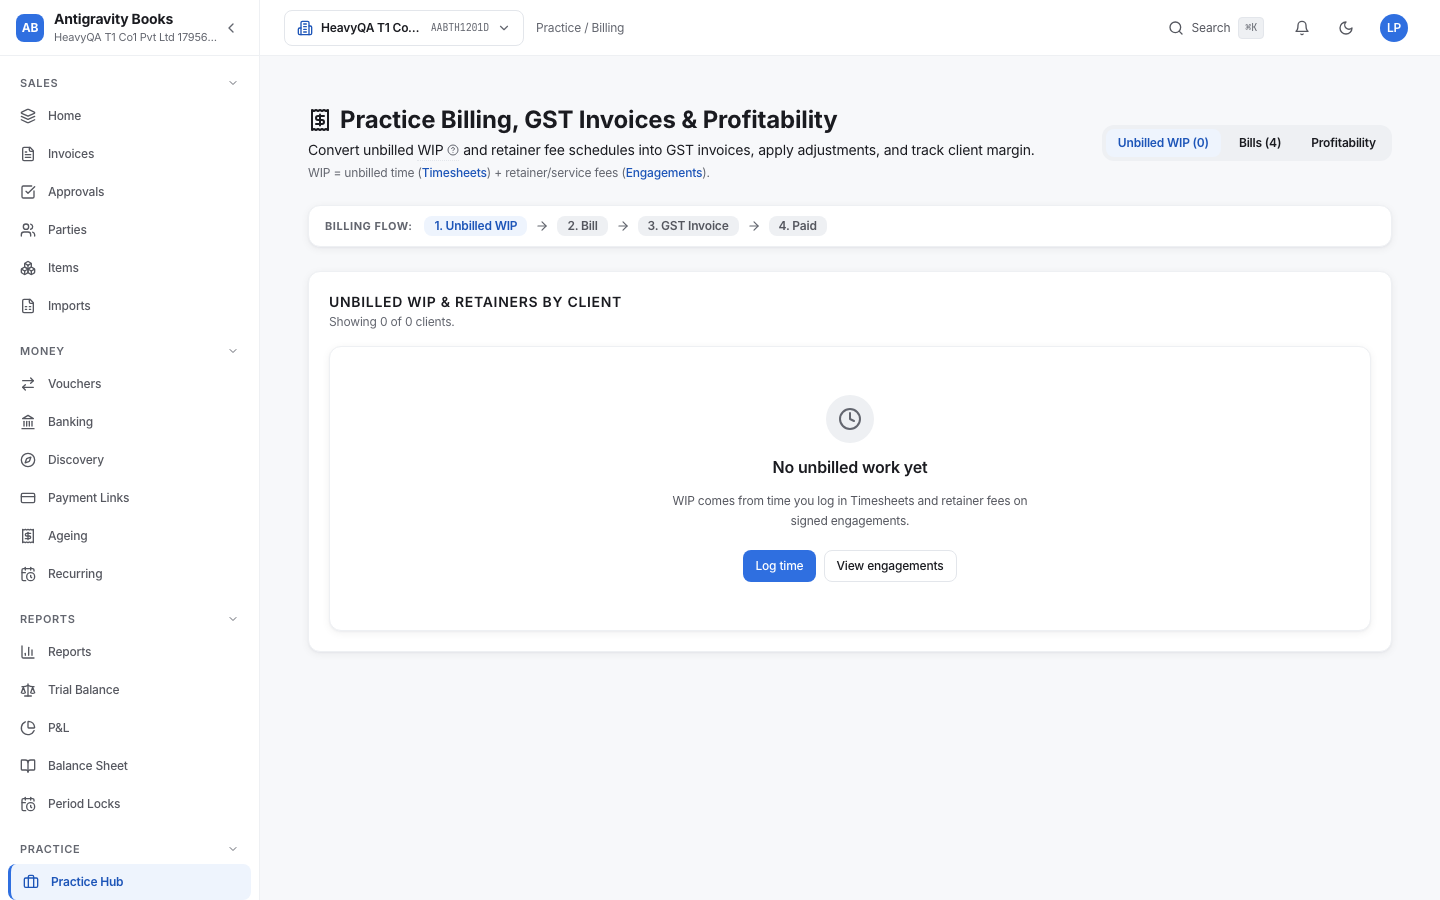 AB
Antigravity Books
HeavyQA T1 Co1 Pvt Ltd 17956...
SALES
Home
Invoices
Approvals
Parties
Items
Imports
MONEY
Vouchers
Banking
Discovery
Payment Links
Ageing
Recurring
REPORTS
Reports
Trial Balance
P&L
Balance Sheet
Period Locks
PRACTICE
Practice Hub
HeavyQA T1 Co... AABTH1201D
Practice / Billing
Search ⌘K
LP
Practice Billing, GST Invoices & Profitability
Convert unbilled WIP and retainer fee schedules into GST invoices, apply adjustments, and track client margin.
WIP = unbilled time (Timesheets) + retainer/service fees (Engagements).
Unbilled WIP (0) Bills (4) Profitability
BILLING FLOW: 1. Unbilled WIP → 2. Bill → 3. GST Invoice → 4. Paid
UNBILLED WIP & RETAINERS BY CLIENT
Showing 0 of 0 clients.
No unbilled work yet
WIP comes from time you log in Timesheets and retainer fees on
signed engagements.
Log time View engagements